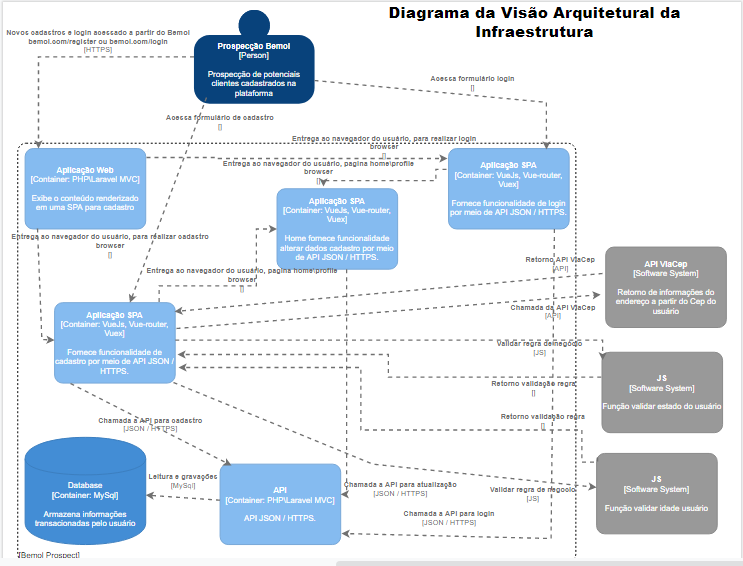 Diagrama da Visão Arquitetural da
Infraestrutura
Novos cadastros e login acessado a partir do Bemol
bemol.com/register ou bemol.com/login
[HTTPS]
Prospecção Bemol
[Person]
Prospecção de potenciais
clientes cadastrados na
plataforma
Acessa formulário login
[]
Acessa formulário de cadastro
[]
Entrega ao navegador do usuário, para realizar login
browser
[]
Entrega ao navegador do usuário, pagina home\profile
browser
[]
Aplicação Web
[Container: PHP\Laravel MVC]
Exibe o conteúdo renderizado
em uma SPA para cadastro
Aplicação SPA
[Container: VueJs, Vue-router,
Vuex]
Fornece funcionalidade de login
por meio de API JSON / HTTPS.
Aplicação SPA
[Container: VueJs, Vue-router,
Vuex]
Home fornece funcionalidade
alterar dados cadastro por meio
de API JSON / HTTPS.
Entrega ao navegador do usuário, para realizar cadastro
browser
[]
Entrega ao navegador do usuário, pagina home\profile
browser
[]
Retorno API ViaCep
[API]
API ViaCep
[Software System]
Retorno de informações do
endereço a partir do Cep do
usuário
Chamada da API ViaCep
[API]
Aplicação SPA
[Container: VueJs, Vue-router,
Vuex]
Fornece funcionalidade de
cadastro por meio de API JSON /
HTTPS.
Validar regra de negócio
[JS]
Retorno validação regra
[]
JS
[Software System]
Função validar estado do usuário
Retorno validação regra
[]
Chamada a API para cadastro
[JSON / HTTPS]
Database
[Container: MySql]
Armazena informações
transacionadas pelo usuário
Leitura e gravações
[MySql]
API
[Container: PHP\Laravel MVC]
API JSON / HTTPS.
Chamada a API para atualização
[JSON / HTTPS]
Validar regra de negocio
[JS]
JS
[Software System]
Função validar idade usuário
Chamada a API para login
[JSON / HTTPS]
[Bemol Prospect]